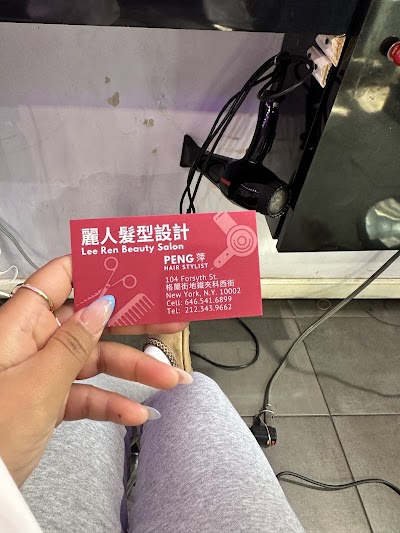 麗人髮型設計
Lee Ren Beauty Salon
PENG 萍
HAIR STYLIST
104 Forsyth St.
格蘭街地鐵夾科西街
New York, N.Y. 10002
Cell: 646.541.6899
Tel: 212.343.9662